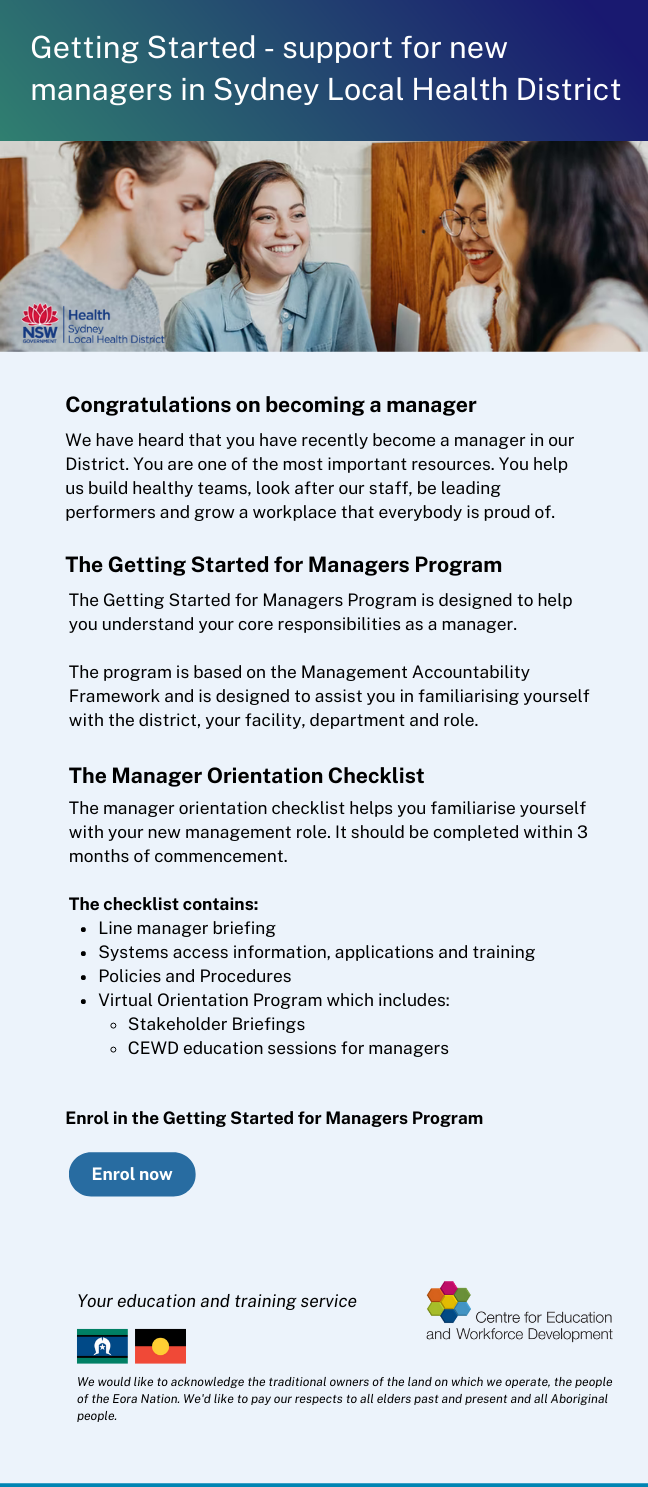 Getting Started - support for new
managers in Sydney Local Health District
NSW
GOVERNMENT
Health
Sydney
Local Health District
Congratulations on becoming a manager
We have heard that you have recently become a manager in our
District. You are one of the most important resources. You help
us build healthy teams, look after our staff, be leading
performers and grow a workplace that everybody is proud of.
The Getting Started for Managers Program
The Getting Started for Managers Program is designed to help
you understand your core responsibilities as a manager.
The program is based on the Management Accountability
Framework and is designed to assist you in familiarising yourself
with the district, your facility, department and role.
The Manager Orientation Checklist
The manager orientation checklist helps you familiarise yourself
with your new management role. It should be completed within 3
months of commencement.
The checklist contains:
• Line manager briefing
• Systems access information, applications and training
• Policies and Procedures
• Virtual Orientation Program which includes:
◦ Stakeholder Briefings
◦ CEWD education sessions for managers
Enrol in the Getting Started for Managers Program
Enrol now
Your education and training service
Centre for Education
and Workforce Development
We would like to acknowledge the traditional owners of the land on which we operate, the people
of the Eora Nation. We'd like to pay our respects to all elders past and present and all Aboriginal
people.